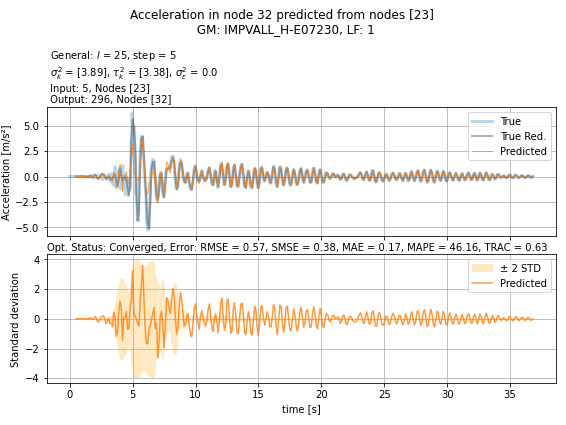 Acceleration in node 32 predicted from nodes [23]
GM: IMPVALL_H-E07230, LF: 1
General: l = 25, step = 5
σ²ₖ = [3.89], τ²ₖ = [3.38], σ²ε = 0.0
Input: 5, Nodes [23]
Output: 296, Nodes [32]
Acceleration [m/s²]
5.0
2.5
0.0
−2.5
−5.0
True
True Red.
Predicted
Opt. Status: Converged, Error: RMSE = 0.57, SMSE = 0.38, MAE = 0.17, MAPE = 46.16, TRAC = 0.63
Standard deviation
4
2
0
−2
−4
± 2 STD
Predicted
0 5 10 15 20 25 30 35
time [s]